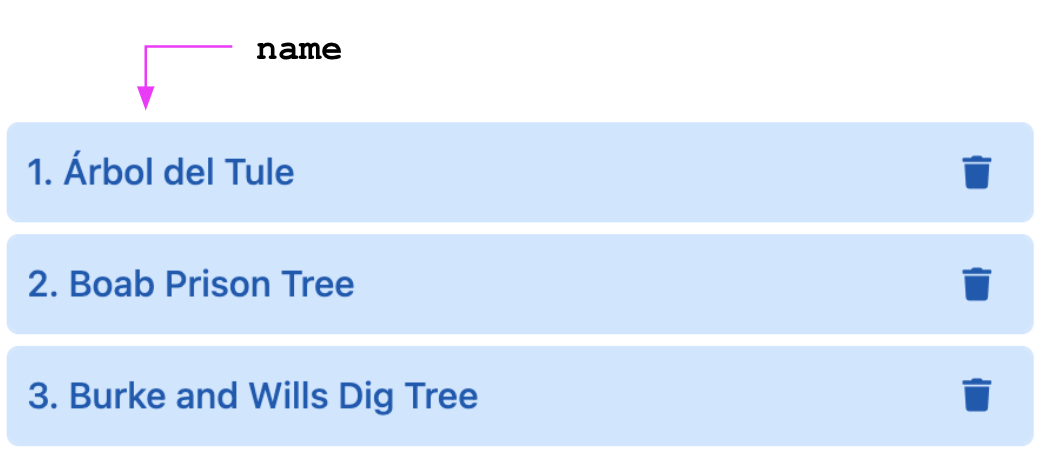 name
1. Árbol del Tule
2. Boab Prison Tree
3. Burke and Wills Dig Tree